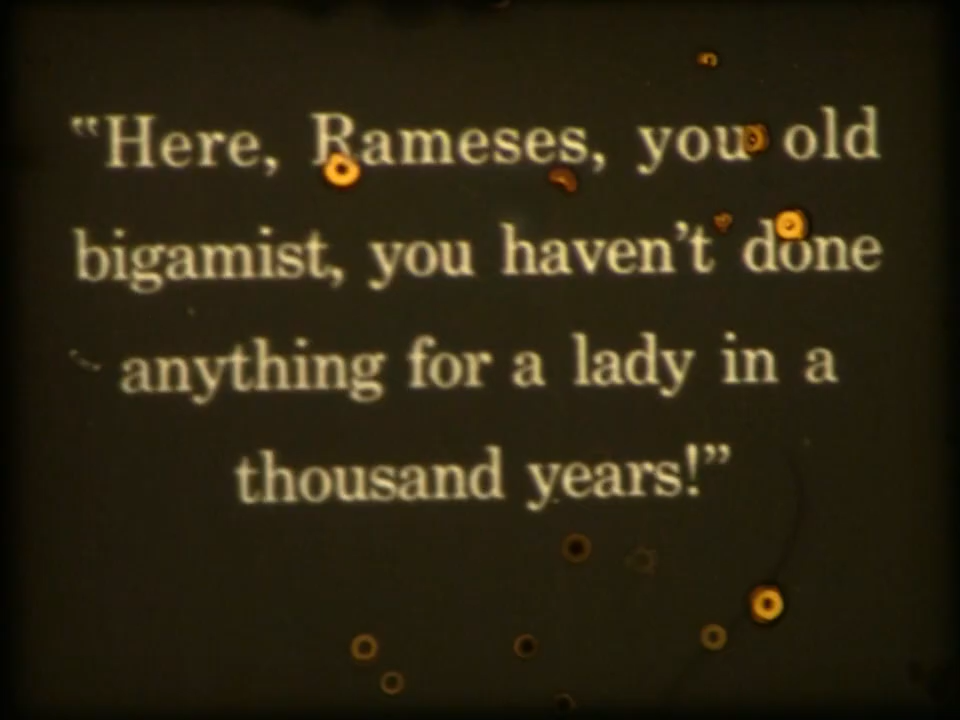 “Here, Rameses, you old
bigamist, you haven’t done
anything for a lady in a
thousand years!”